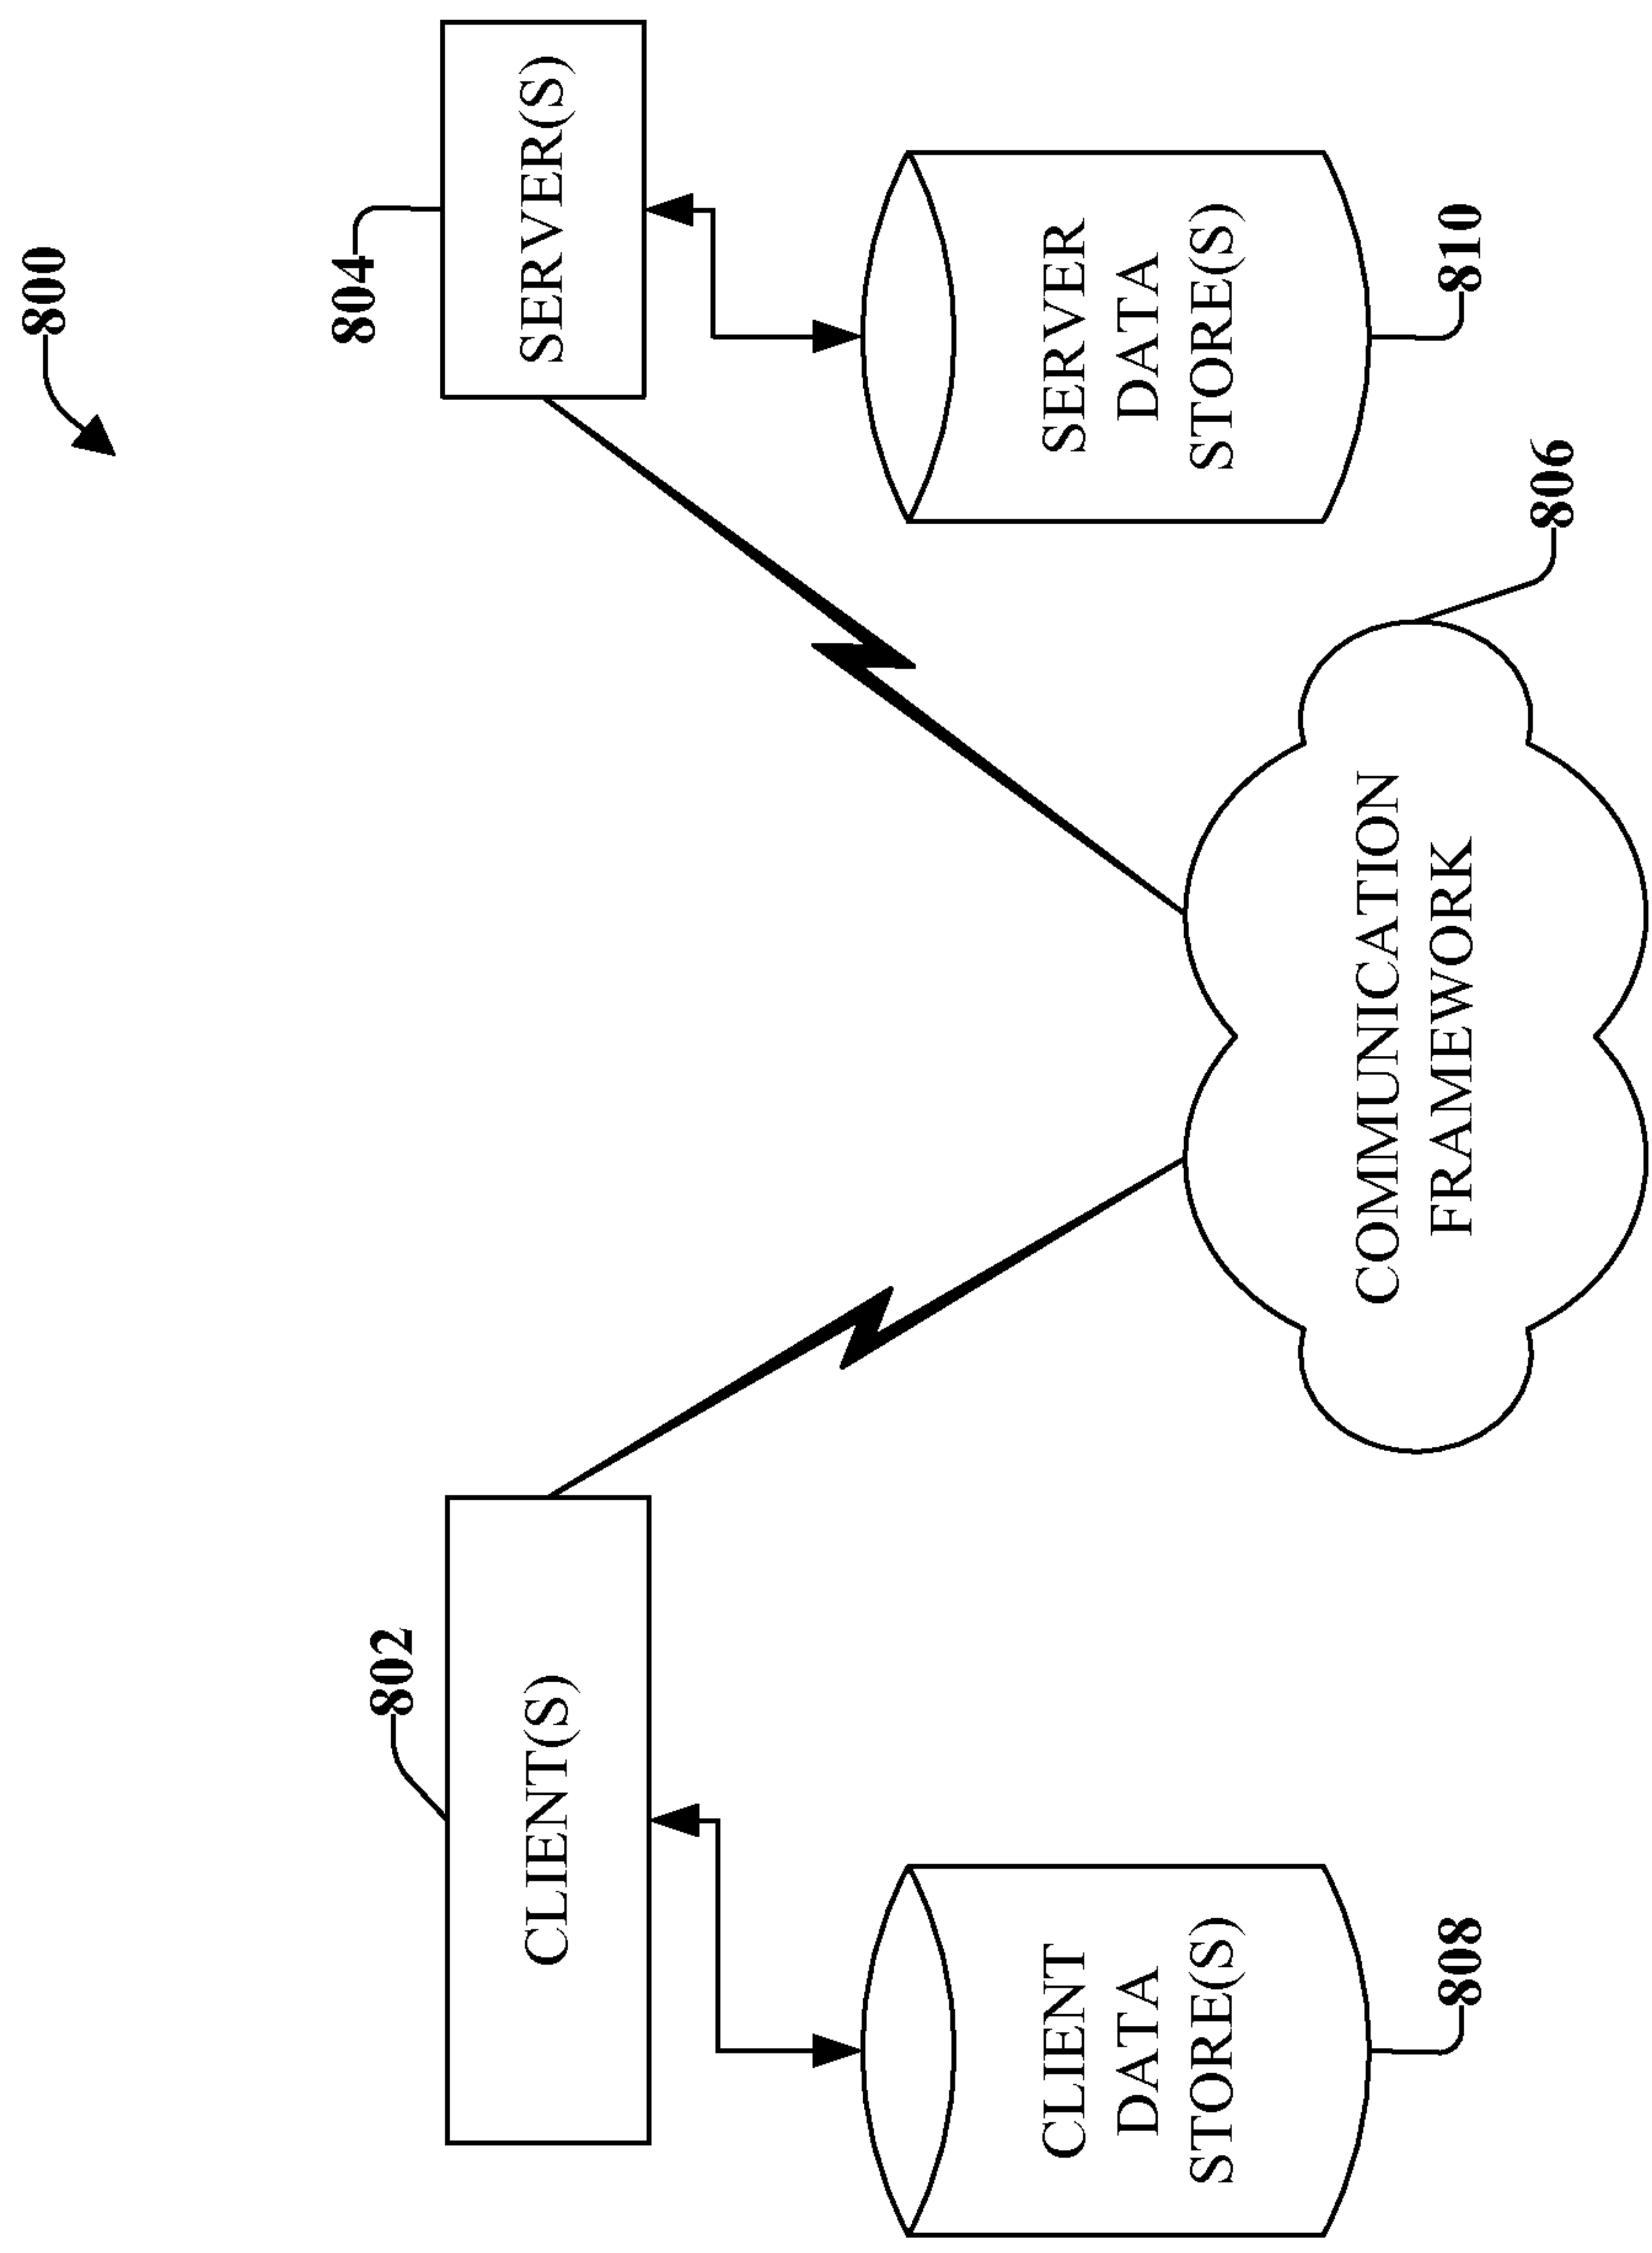 800
802
CLIENT(S)
804
SERVER(S)
CLIENT
DATA
STORE(S)
808
SERVER
DATA
STORE(S)
810
COMMUNICATION
FRAMEWORK
806